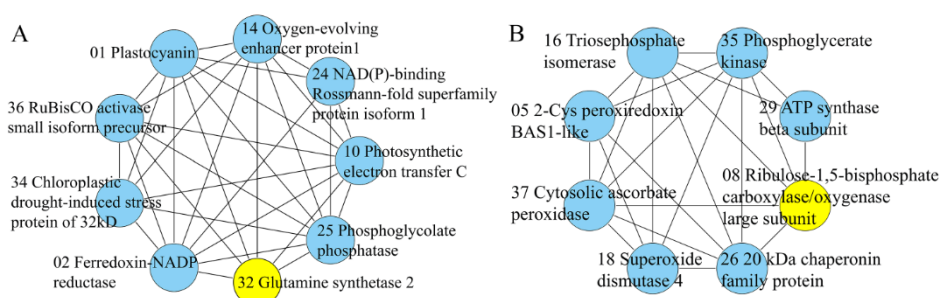 A
01 Plastocyanin
14 Oxygen-evolving
enhancer protein1
24 NAD(P)-binding
Rossmann-fold superfamily
protein isoform 1
36 RuBisCO activase
small isoform precursor
10 Photosynthetic
electron transfer C
34 Chloroplastic
drought-induced stress
protein of 32kD
25 Phosphoglycolate
phosphatase
02 Ferredoxin-NADP
reductase
32 Glutamine synthetase 2
B
16 Triosephosphate
isomerase
35 Phosphoglycerate
kinase
05 2-Cys peroxiredoxin
BAS1-like
29 ATP synthase
beta subunit
37 Cytosolic ascorbate
peroxidase
08 Ribulose-1,5-bisphosphate
carboxylase/oxygenase
large subunit
18 Superoxide
dismutase 4
26 20 kDa chaperonin
family protein